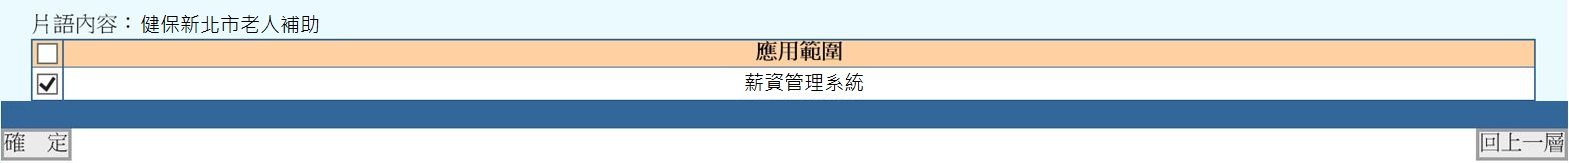 片語內容：健保新北市老人補助
應用範圍
薪資管理系統
確　定
回上一層